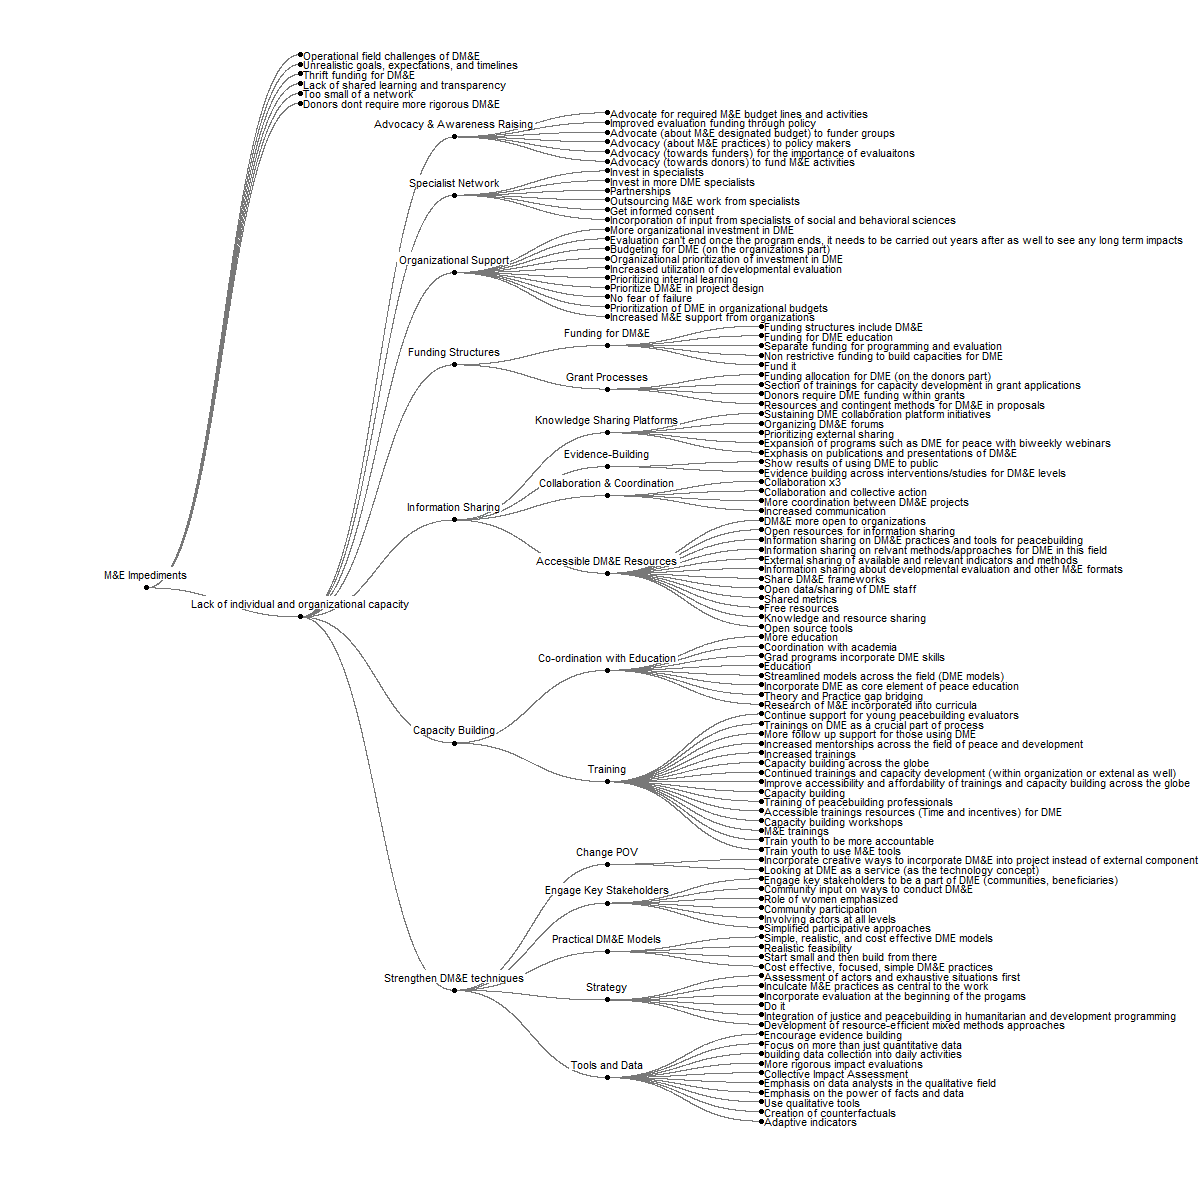 Operational field challenges of DM&E
Unrealistic goals, expectations, and timelines
Thrift funding for DM&E
Lack of shared learning and transparency
Too small of a network
Donors dont require more rigorous DM&E
Advocacy & Awareness Raising
Advocate for required M&E budget lines and activities
Improved evaluation funding through policy
Advocate (about M&E designated budget) to funder groups
Advocacy (about M&E practices) to policy makers
Advocacy (towards funders) for the importance of evaluaitons
Advocacy (towards donors) to fund M&E activities
Specialist Network
Invest in specialists
Invest in more DME specialists
Partnerships
Outsourcing M&E work from specialists
Get informed consent
Incorporation of input from specialists of social and behavioral sciences
Organizational Support
More organizational investment in DME
Evaluation can't end once the program ends, it needs to be carried out years after as well to see any long term impacts
Budgeting for DME (on the organizations part)
Organizational prioritization of investment in DME
Increased utilization of developmental evaluation
Prioritizing internal learning
Prioritize DM&E in project design
No fear of failure
Prioritization of DME in organizational budgets
Increased M&E support from organizations
Funding Structures
Funding for DM&E
Funding structures include DM&E
Funding for DME education
Separate funding for programming and evaluation
Non restrictive funding to build capacities for DME
Fund it
Grant Processes
Funding allocation for DME (on the donors part)
Section of trainings for capacity development in grant applications
Donors require DME funding within grants
Resources and contingent methods for DM&E in proposals
Knowledge Sharing Platforms
Sustaining DME collaboration platform initiatives
Organizing DM&E forums
Prioritizing external sharing
Expansion of programs such as DME for peace with biweekly webinars
Exphasis on publications and presentations of DM&E
Evidence-Building
Show results of using DME to public
Evidence building across interventions/studies for DM&E levels
Collaboration & Coordination
Collaboration x3
Collaboration and collective action
More coordination between DM&E projects
Increased communication
Information Sharing
Accessible DM&E Resources
DM&E more open to organizations
Open resources for information sharing
Information sharing on DM&E practices and tools for peacebuilding
Information sharing on relvant methods/approaches for DME in this field
External sharing of available and relevant indicators and methods
Information sharing about developmental evaluation and other M&E formats
Share DM&E frameworks
Open data/sharing of DME staff
Shared metrics
Free resources
Knowledge and resource sharing
Open source tools
M&E Impediments
Lack of individual and organizational capacity
Co-ordination with Education
More education
Coordination with academia
Grad programs incorporate DME skills
Education
Streamlined models across the field (DME models)
Incorporate DME as core element of peace education
Theory and Practice gap bridging
Research of M&E incorporated into curricula
Capacity Building
Training
Continue support for young peacebuilding evaluators
Trainings on DME as a crucial part of process
More follow up support for those using DME
Increased mentorships across the field of peace and development
Increased trainings
Capacity building across the globe
Continued trainings and capacity development (within organization or extenal as well)
Improve accessibility and affordability of trainings and capacity building across the globe
Capacity building
Training of peacebuilding professionals
Accessible trainings resources (Time and incentives) for DME
Capacity building workshops
M&E trainings
Train youth to be more accountable
Train youth to use M&E tools
Change POV
Incorporate creative ways to incorporate DM&E into project instead of external component
Looking at DME as a service (as the technology concept)
Engage Key Stakeholders
Engage key stakeholders to be a part of DME (communities, beneficiaries)
Community input on ways to conduct DM&E
Role of women emphasized
Community participation
Involving actors at all levels
Simplified participative approaches
Practical DM&E Models
Simple, realistic, and cost effective DME models
Realistic feasibility
Start small and then build from there
Cost effective, focused, simple DM&E practices
Strengthen DM&E techniques
Strategy
Assessment of actors and exhaustive situations first
Inculcate M&E practices as central to the work
Incorporate evaluation at the beginning of the progams
Do it
Integration of justice and peacebuilding in humanitarian and development programming
Development of resource-efficient mixed methods approaches
Tools and Data
Encourage evidence building
Focus on more than just quantitative data
building data collection into daily activities
More rigorous impact evaluations
Collective Impact Assessment
Emphasis on data analysts in the qualitative field
Emphasis on the power of facts and data
Use qualitative tools
Creation of counterfactuals
Adaptive indicators